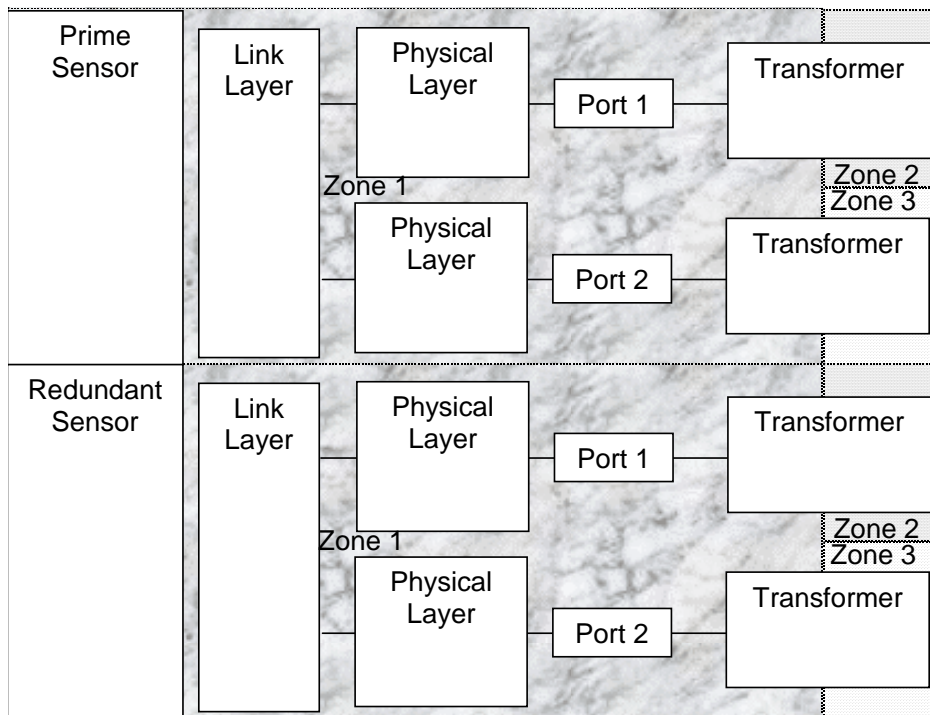 Prime
Sensor
Link
Layer
Physical
Layer
Port 1
Transformer
Zone 1
Zone 2
Zone 3
Physical
Layer
Port 2
Transformer
Redundant
Sensor
Link
Layer
Physical
Layer
Port 1
Transformer
Zone 1
Zone 2
Zone 3
Physical
Layer
Port 2
Transformer